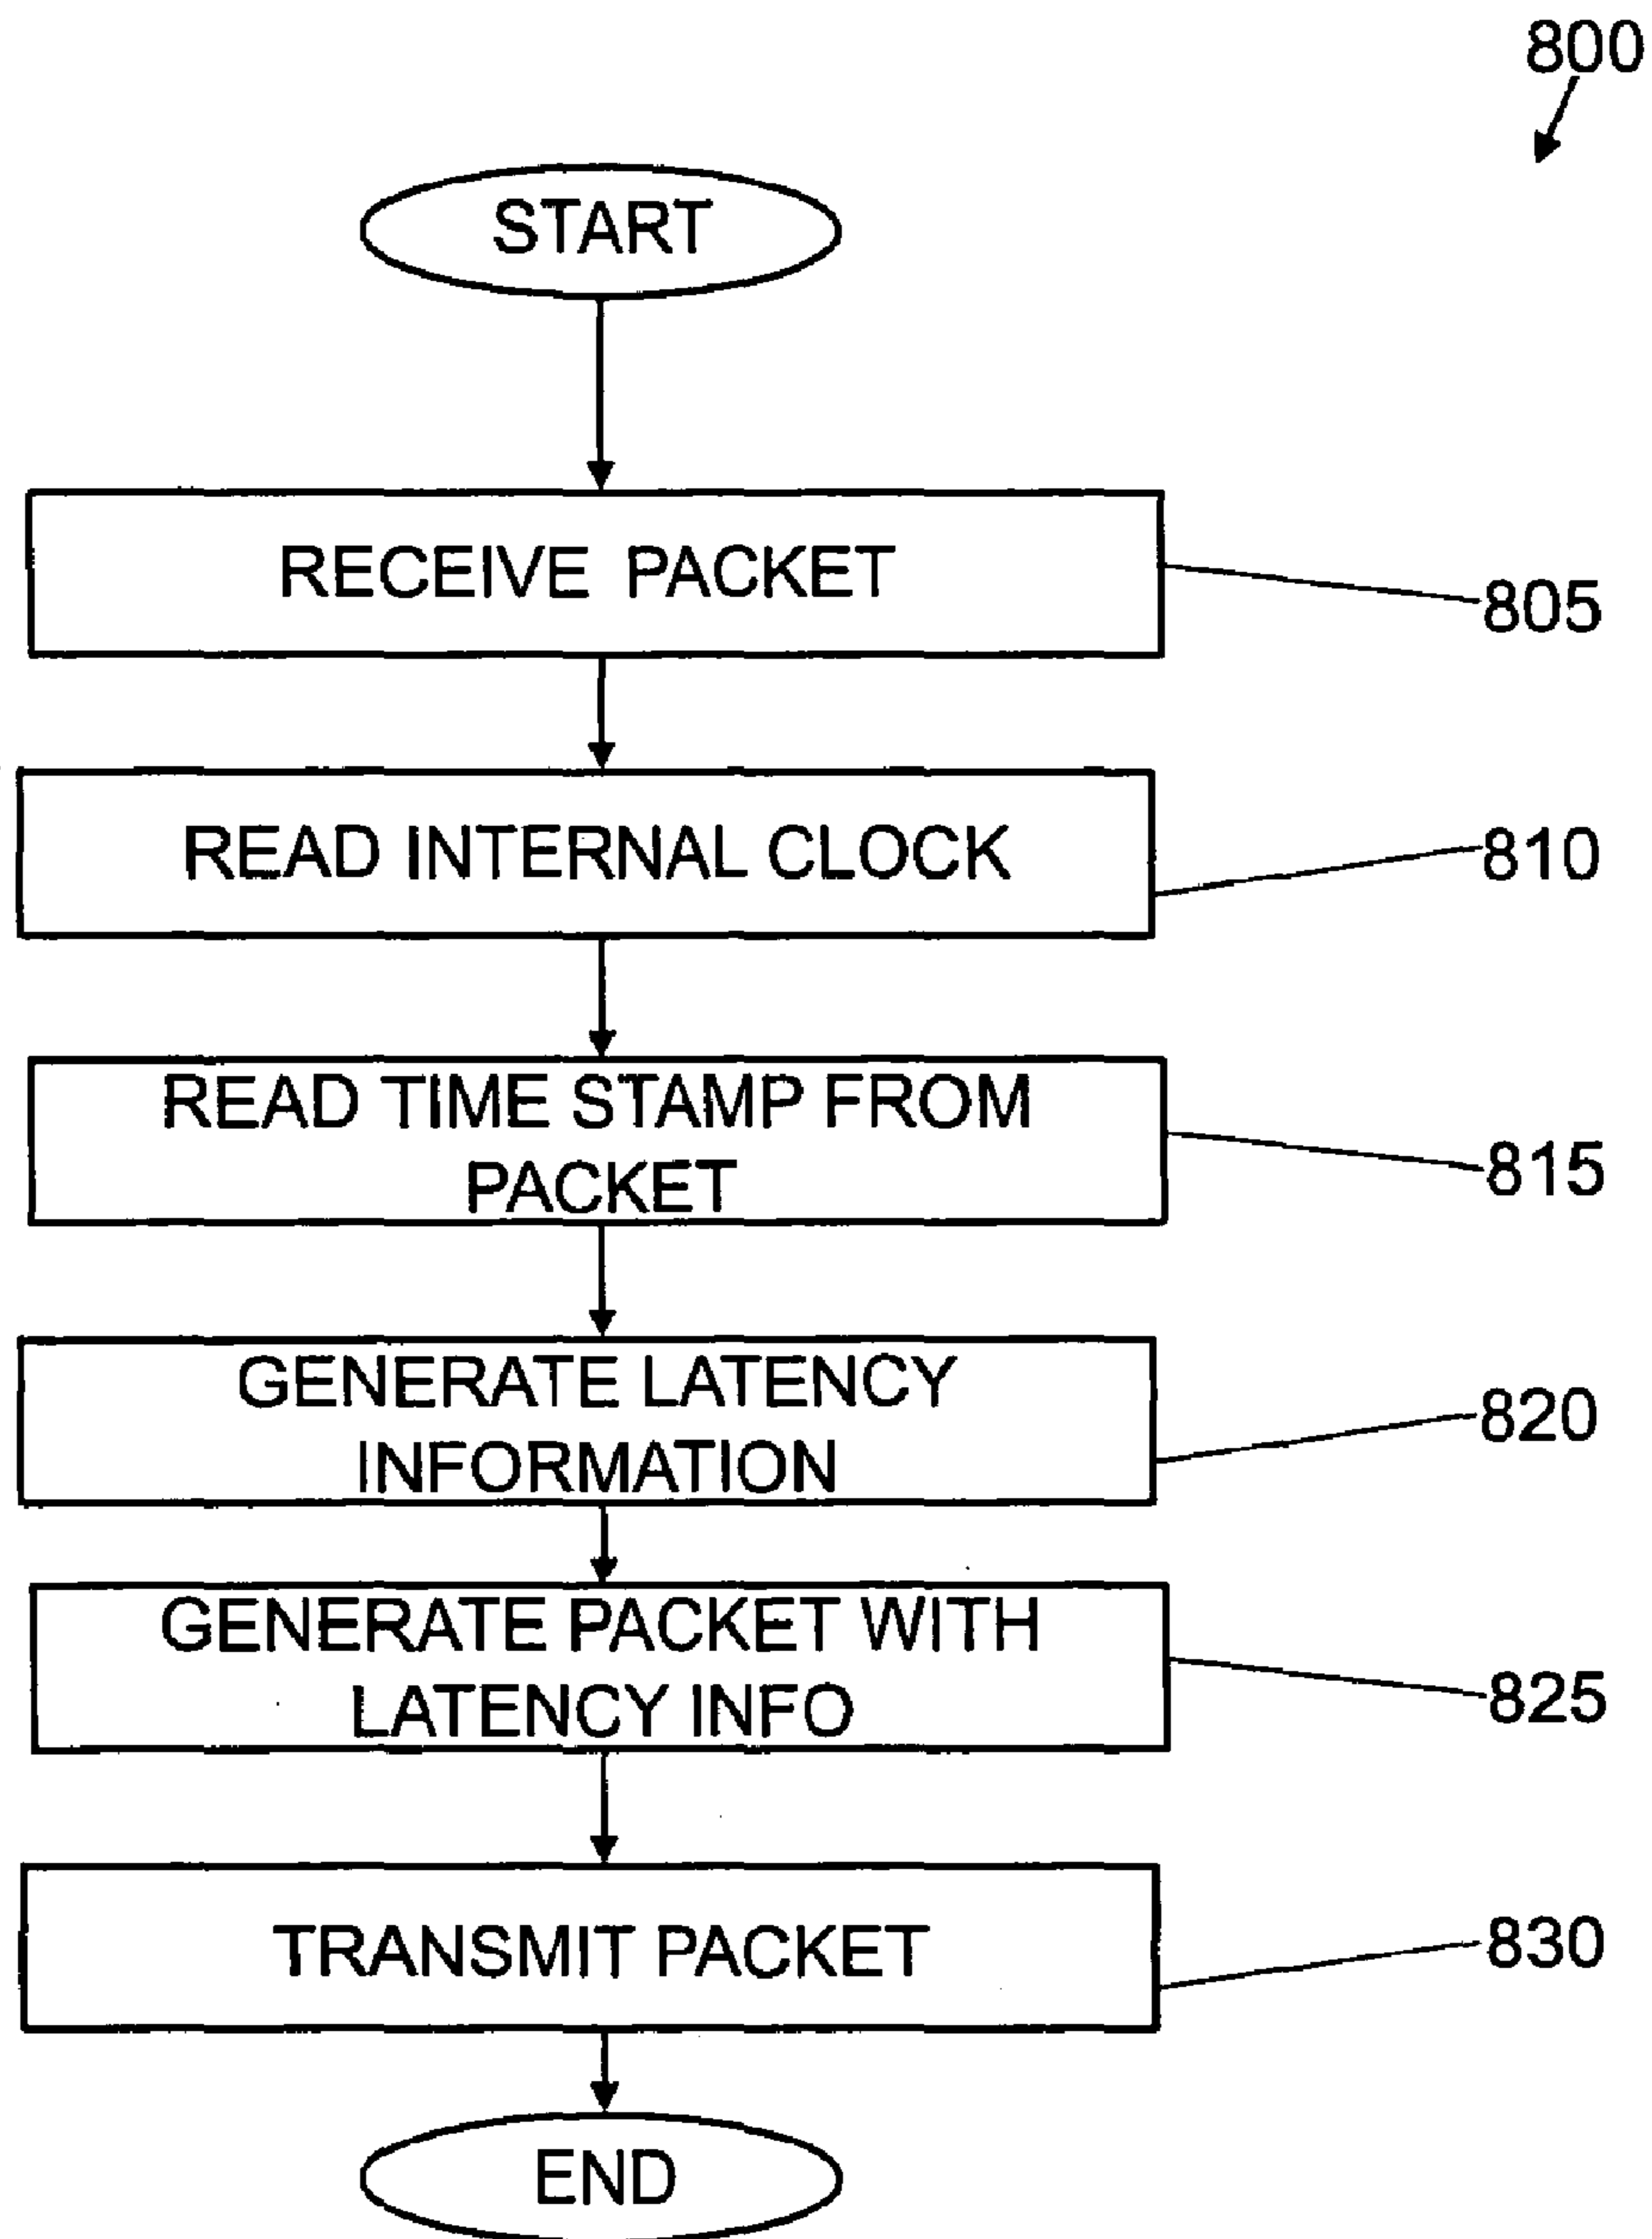 800
START
RECEIVE PACKET
805
READ INTERNAL CLOCK
810
READ TIME STAMP FROM
PACKET
815
GENERATE LATENCY
INFORMATION
820
GENERATE PACKET WITH
LATENCY INFO
825
TRANSMIT PACKET
830
END